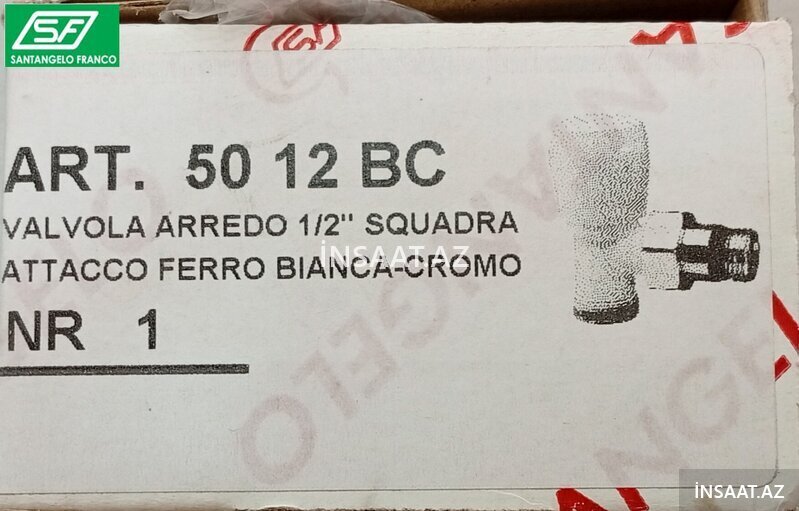 SF
SANTANGELO FRANCO
ART. 50 12 BC
VALVOLA ARREDO 1/2" SQUADRA
İNSAAT.AZ
ATTACCO FERRO BIANCA-CROMO
NR 1
İNSAAT.AZ